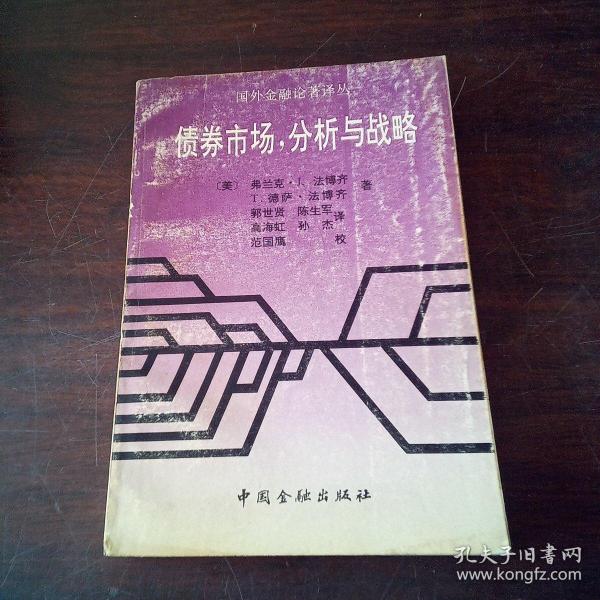 国外金融论著译丛
债券市场,分析与战略
〔美〕 弗兰克·J. 法博齐 著
T. 德萨·法博齐
郭世贤 陈生军 译
高海虹 孙杰
范国鹰 校
中国金融出版社
孔夫子旧书网
www.kongfz.com